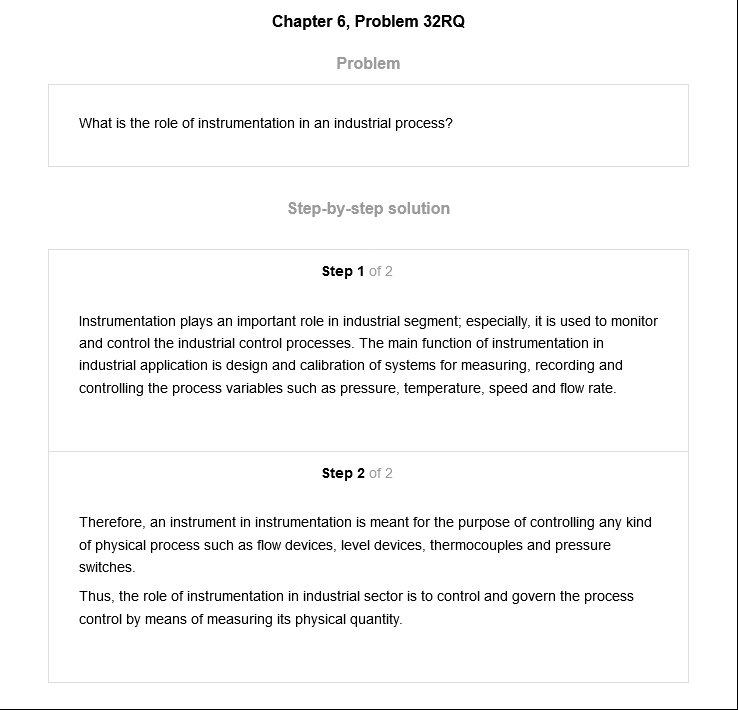 Chapter 6, Problem 32RQ
Problem
What is the role of instrumentation in an industrial process?
Step-by-step solution
Step 1 of 2
Instrumentation plays an important role in industrial segment; especially, it is used to monitor
and control the industrial control processes. The main function of instrumentation in
industrial application is design and calibration of systems for measuring, recording and
controlling the process variables such as pressure, temperature, speed and flow rate.
Step 2 of 2
Therefore, an instrument in instrumentation is meant for the purpose of controlling any kind
of physical process such as flow devices, level devices, thermocouples and pressure
switches.
Thus, the role of instrumentation in industrial sector is to control and govern the process
control by means of measuring its physical quantity.